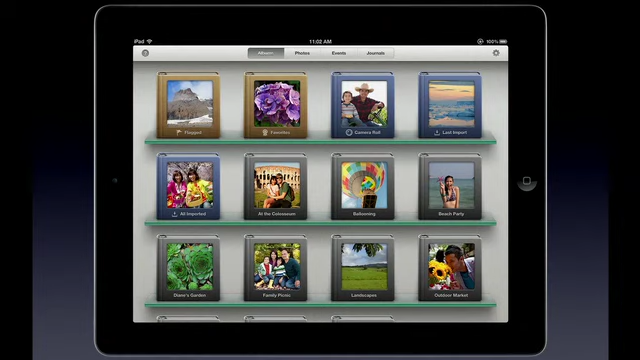 iPad
11:02 AM
100%
Albums Photos Events Journals
Flagged Favorites Camera Roll Last Import
All Imported At the Colosseum Ballooning Beach Party
Diane's Garden Family Picnic Landscapes Outdoor Market